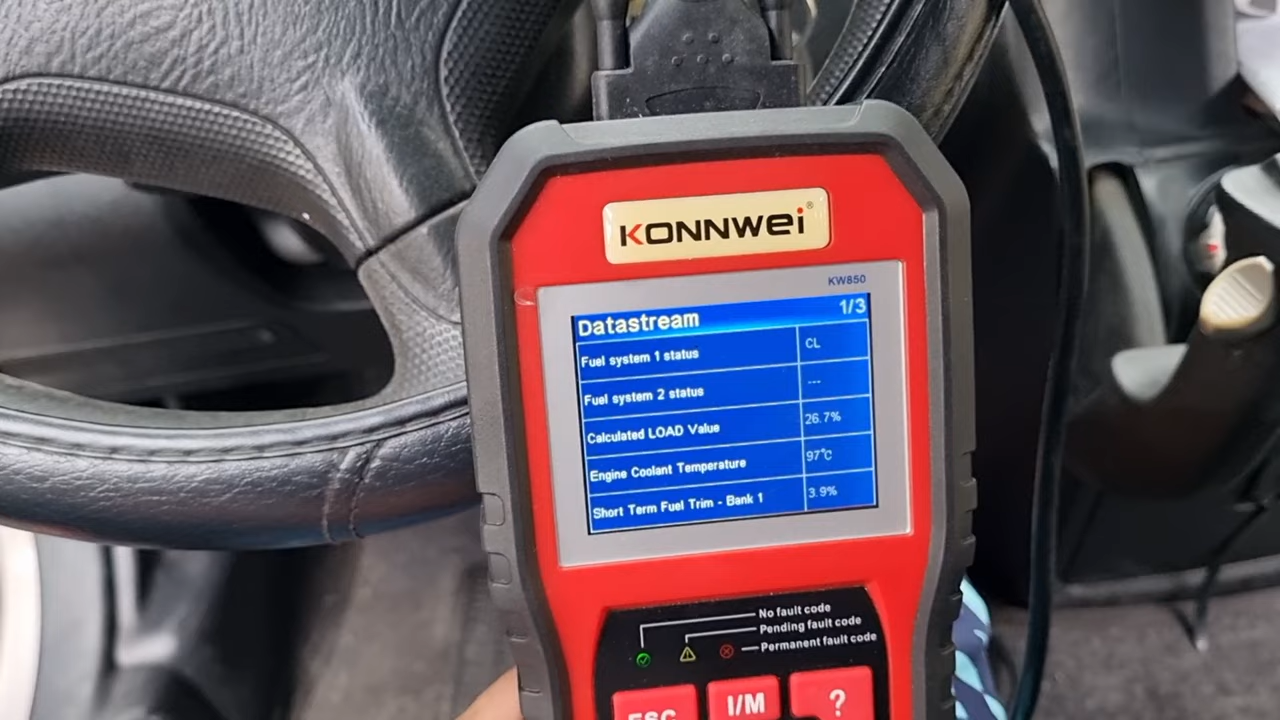 KONNWEI®
KW850
Datastream 1/3
Fuel system 1 status CL
Fuel system 2 status ---
Calculated LOAD Value 26.7%
Engine Coolant Temperature 97℃
Short Term Fuel Trim - Bank 1 3.9%
No fault code
Pending fault code
Permanent fault code
ESC I/M ?